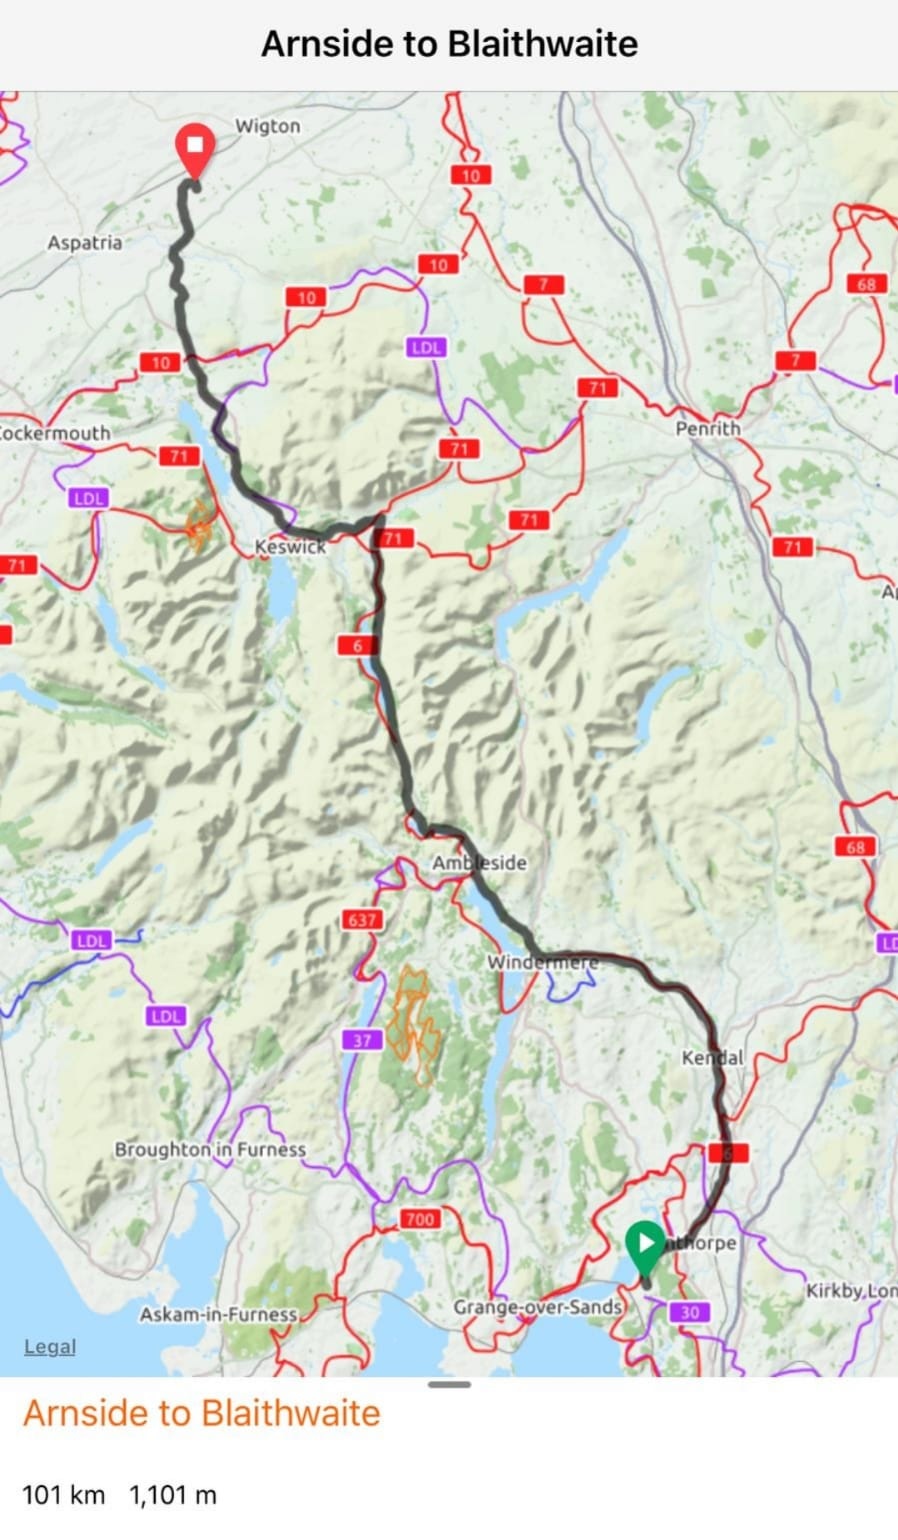 Arnside to Blaithwaite
Wigton
10
Aspatria
10
7
68
10
LDL
10
7
71
Cockermouth
Penrith
71
71
LDL
71
Keswick
71
71
71
6
68
Ambleside
637
LDL
Windermere
LDL
37
Kendal
Broughton in Furness
6
700
nthorpe
Kirkby Lon
Grange-over-Sands
30
Askam-in-Furness
Legal
Arnside to Blaithwaite
101 km 1,101 m